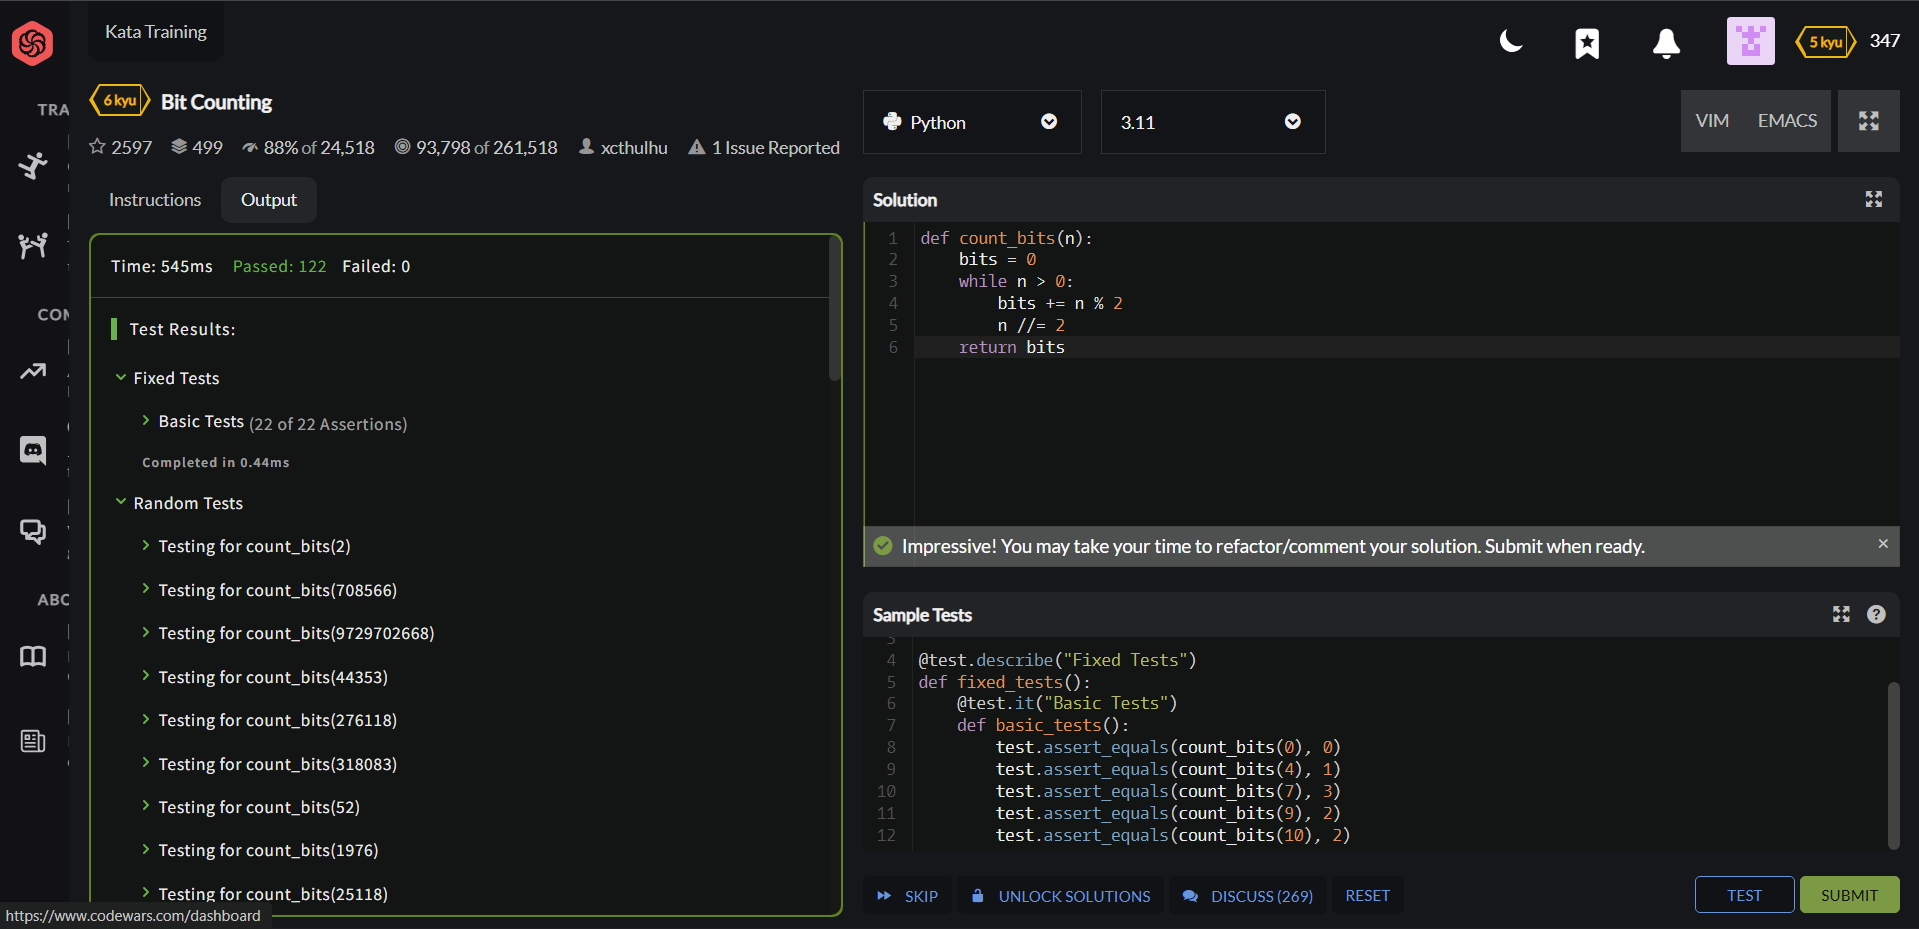 Kata Training
5 kyu
347
TRA
COM
ABC
6 kyu
Bit Counting
2597
499
88% of 24,518
93,798 of 261,518
xcthulhu
1 Issue Reported
Python
3.11
VIM
EMACS
Instructions
Output
Time: 545ms Passed: 122 Failed: 0
Test Results:
Fixed Tests
Basic Tests (22 of 22 Assertions)
Completed in 0.44ms
Random Tests
Testing for count_bits(2)
Testing for count_bits(708566)
Testing for count_bits(9729702668)
Testing for count_bits(44353)
Testing for count_bits(276118)
Testing for count_bits(318083)
Testing for count_bits(52)
Testing for count_bits(1976)
Testing for count_bits(25118)
https://www.codewars.com/dashboard
Solution
1 def count_bits(n):
2     bits = 0
3     while n > 0:
4         bits += n % 2
5         n //= 2
6     return bits
Impressive! You may take your time to refactor/comment your solution. Submit when ready.
Sample Tests
3
4 @test.describe("Fixed Tests")
5 def fixed_tests():
6     @test.it("Basic Tests")
7     def basic_tests():
8         test.assert_equals(count_bits(0), 0)
9         test.assert_equals(count_bits(4), 1)
10         test.assert_equals(count_bits(7), 3)
11         test.assert_equals(count_bits(9), 2)
12         test.assert_equals(count_bits(10), 2)
SKIP
UNLOCK SOLUTIONS
DISCUSS (269)
RESET
TEST
SUBMIT